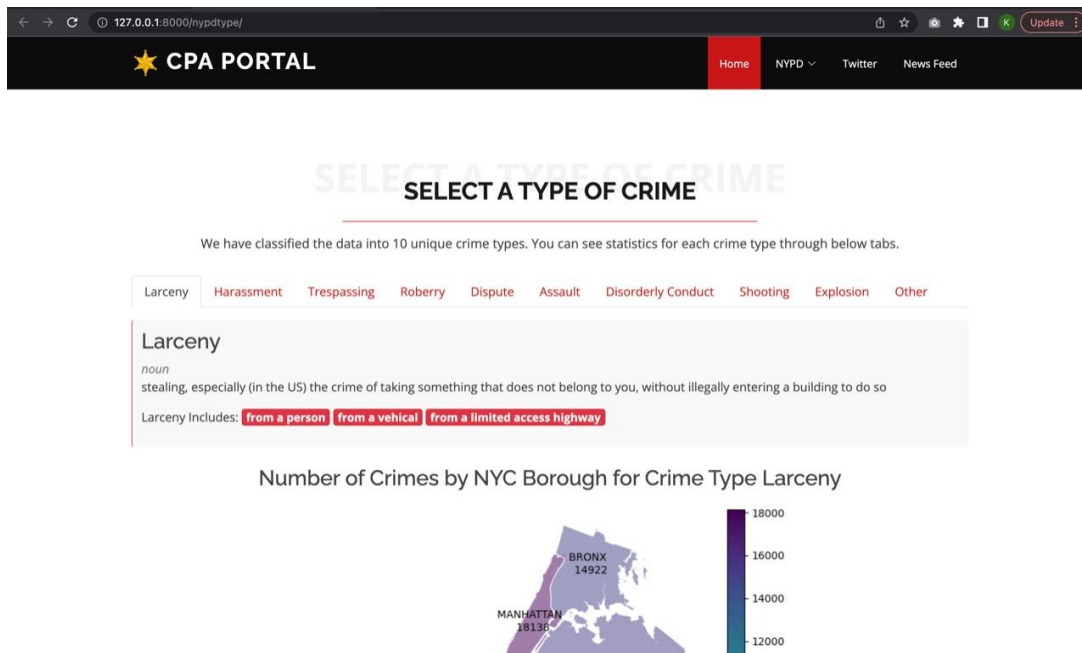 127.0.0.1:8000/nypdtype/
K
Update
CPA PORTAL
Home NYPD Twitter News Feed
SELECT A TYPE OF CRIME
SELECT A TYPE OF CRIME
We have classified the data into 10 unique crime types. You can see statistics for each crime type through below tabs.
Larceny Harassment Trespassing Roberry Dispute Assault Disorderly Conduct Shooting Explosion Other
Larceny
noun
stealing, especially (in the US) the crime of taking something that does not belong to you, without illegally entering a building to do so
Larceny Includes: from a person from a vehical from a limited access highway
Number of Crimes by NYC Borough for Crime Type Larceny
18000
BRONX
14922
16000
14000
MANHATTAN
18138
12000